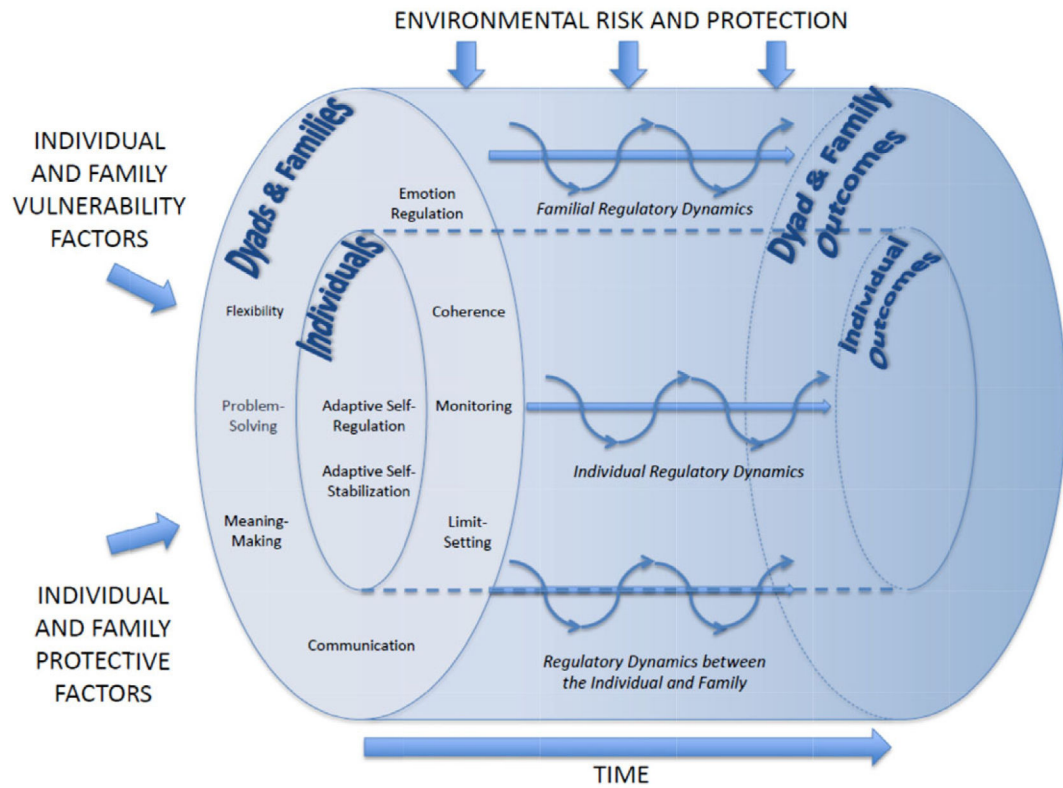 ENVIRONMENTAL RISK AND PROTECTION
INDIVIDUAL
AND FAMILY
VULNERABILITY
FACTORS
Dyads & Families
Individuals
Emotion
Regulation
Flexibility
Coherence
Problem-
Solving
Adaptive Self-
Regulation
Monitoring
Adaptive Self-
Stabilization
Meaning-
Making
Limit-
Setting
Communication
Familial Regulatory Dynamics
Individual Regulatory Dynamics
Regulatory Dynamics between
the Individual and Family
Dyad & Family
Outcomes
Individual
Outcomes
INDIVIDUAL
AND FAMILY
PROTECTIVE
FACTORS
TIME